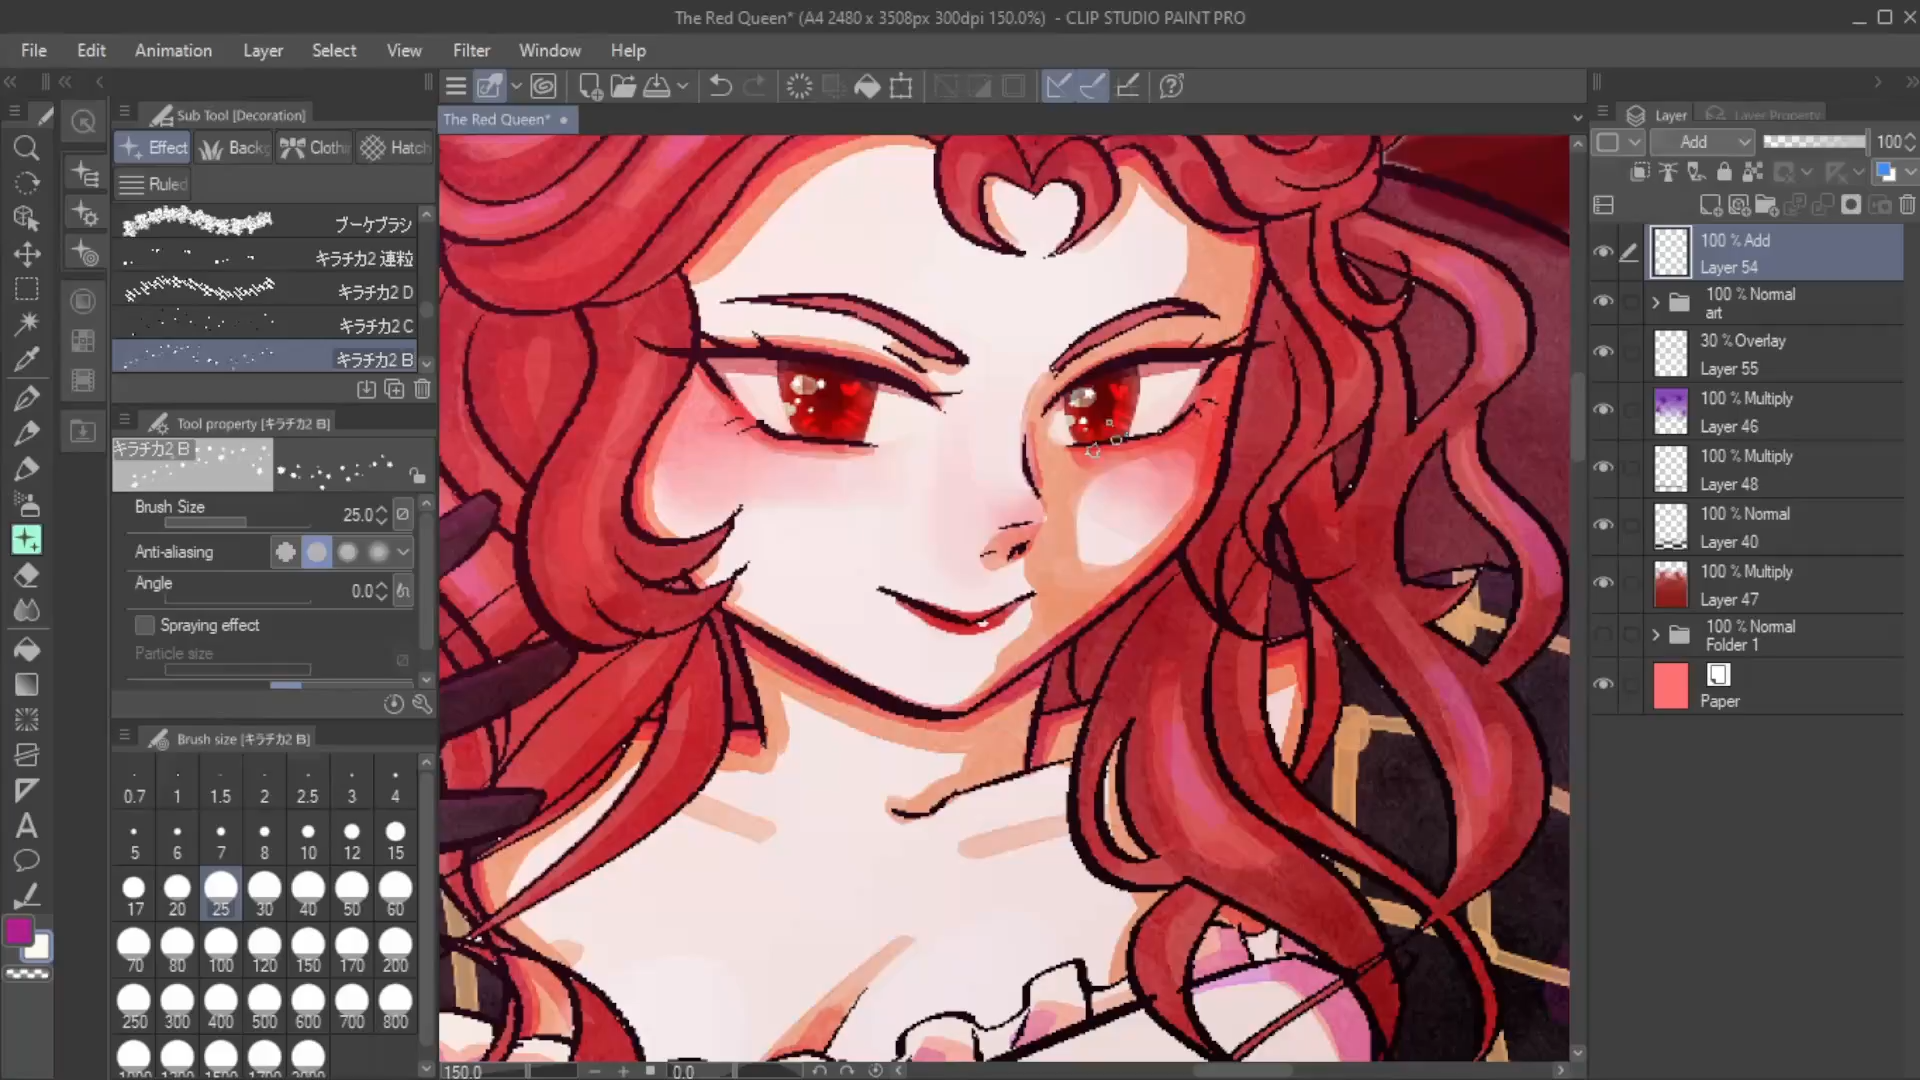 The Red Queen* (A4 2480 x 3508px 300dpi 150.0%) - CLIP STUDIO PAINT PRO
File Edit Animation Layer Select View Filter Window Help
Sub Tool [Decoration]
Effect Backg Clothi Hatch
Ruled
ブーケブラシ
キラチカ2 連粒
キラチカ2 D
キラチカ2 C
キラチカ2 B
Tool property [キラチカ2 B]
キラチカ2 B
Brush Size 25.0
Anti-aliasing
Angle 0.0
Spraying effect
Particle size
Brush size [キラチカ2 B]
0.7 1 1.5 2 2.5 3 4
5 6 7 8 10 12 15
17 20 25 30 40 50 60
70 80 100 120 150 170 200
250 300 400 500 600 700 800
The Red Queen*
150.0 0.0
Layer Layer Property
Add 100
100 % Add
Layer 54
100 % Normal
art
30 % Overlay
Layer 55
100 % Multiply
Layer 46
100 % Multiply
Layer 48
100 % Normal
Layer 40
100 % Multiply
Layer 47
100 % Normal
Folder 1
Paper